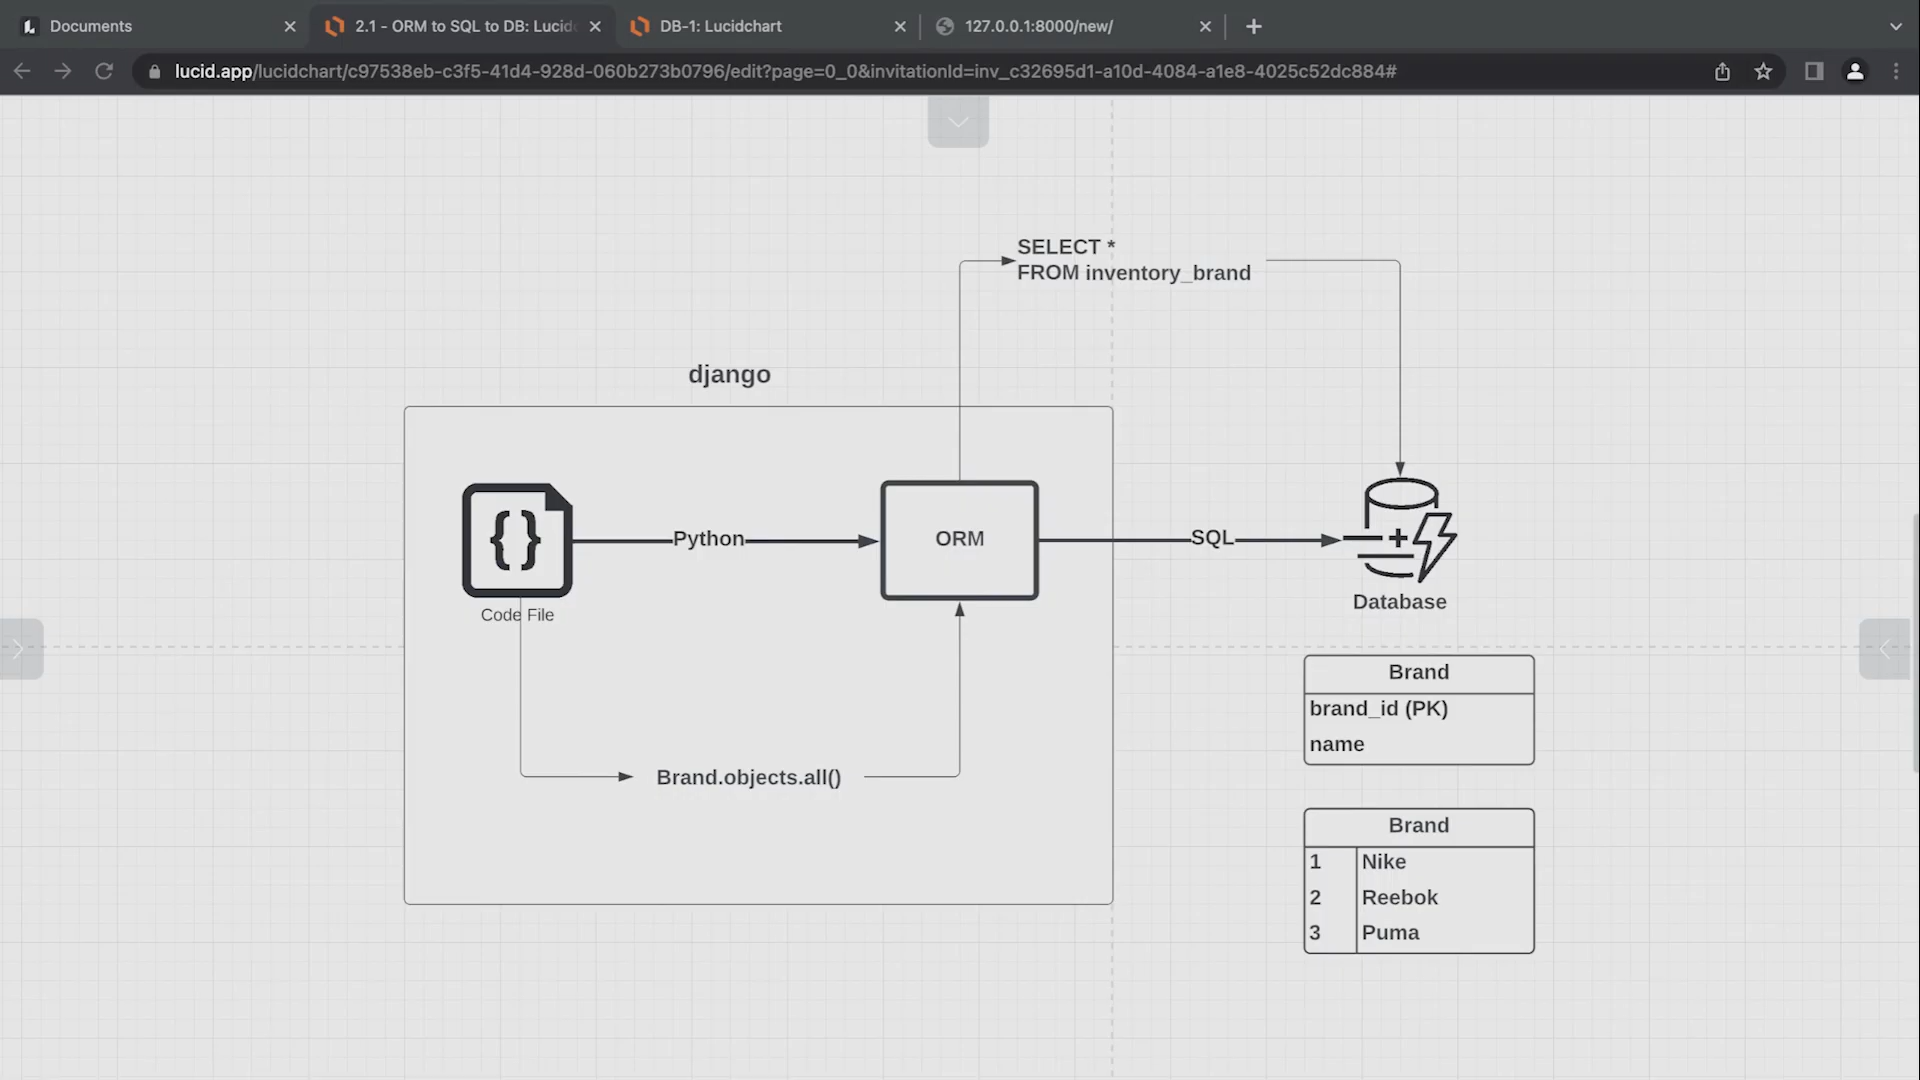 Documents
2.1 - ORM to SQL to DB: Lucid
DB-1: Lucidchart
127.0.0.1:8000/new/
lucid.app/lucidchart/c97538eb-c3f5-41d4-928d-060b273b0796/edit?page=0_0&invitationId=inv_c32695d1-a10d-4084-a1e8-4025c52dc884#
SELECT *
FROM inventory_brand
django
{}
Python
ORM
SQL
Code File
Database
Brand
brand_id (PK)
name
Brand.objects.all()
Brand
1 Nike
2 Reebok
3 Puma